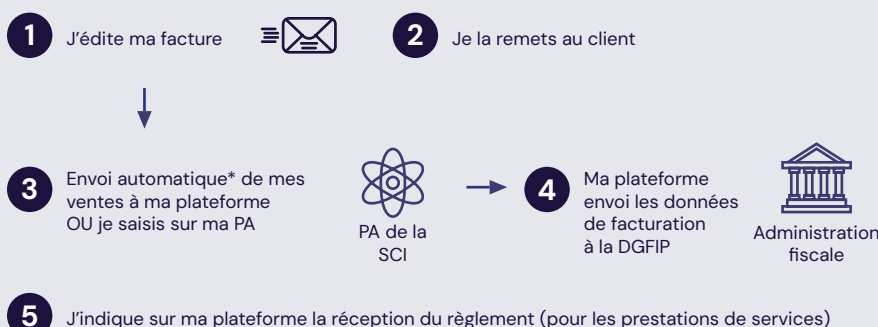 1 J'édite ma facture
2 Je la remets au client
3 Envoi automatique* de mes
ventes à ma plateforme
OU je saisis sur ma PA
PA de la
SCI
4 Ma plateforme
envoi les données
de facturation
à la DGFIP
Administration
fiscale
5 J'indique sur ma plateforme la réception du règlement (pour les prestations de services)